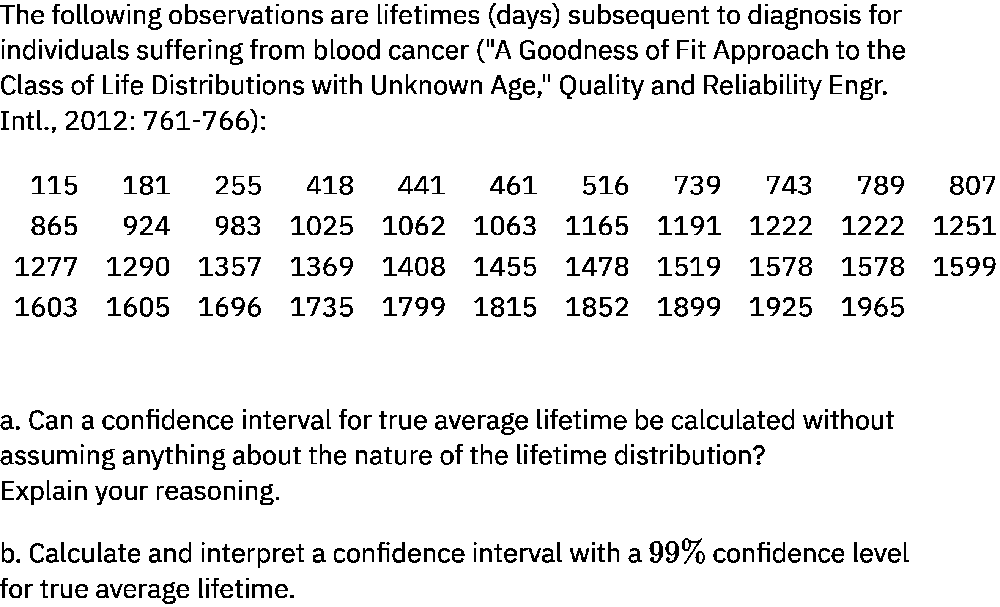 The following observations are lifetimes (days) subsequent to diagnosis for
individuals suffering from blood cancer ("A Goodness of Fit Approach to the
Class of Life Distributions with Unknown Age," Quality and Reliability Engr.
Intl., 2012: 761-766):
115 181 255 418 441 461 516 739 743 789 807
865 924 983 1025 1062 1063 1165 1191 1222 1222 1251
1277 1290 1357 1369 1408 1455 1478 1519 1578 1578 1599
1603 1605 1696 1735 1799 1815 1852 1899 1925 1965
a. Can a confidence interval for true average lifetime be calculated without
assuming anything about the nature of the lifetime distribution?
Explain your reasoning.
b. Calculate and interpret a confidence interval with a 99% confidence level
for true average lifetime.